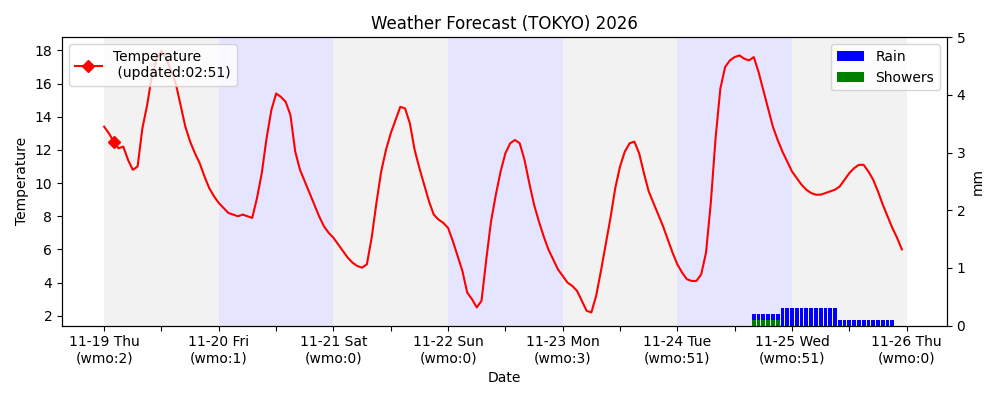 Weather Forecast (TOKYO) 2026
Temperature
(updated:02:51)
Rain
Showers
Temperature
18
16
14
12
10
8
6
4
2
5
4
3
2
1
0
mm
11-19 Thu
(wmo:2)
11-20 Fri
(wmo:1)
11-21 Sat
(wmo:0)
11-22 Sun
(wmo:0)
11-23 Mon
(wmo:3)
11-24 Tue
(wmo:51)
11-25 Wed
(wmo:51)
11-26 Thu
(wmo:0)
Date